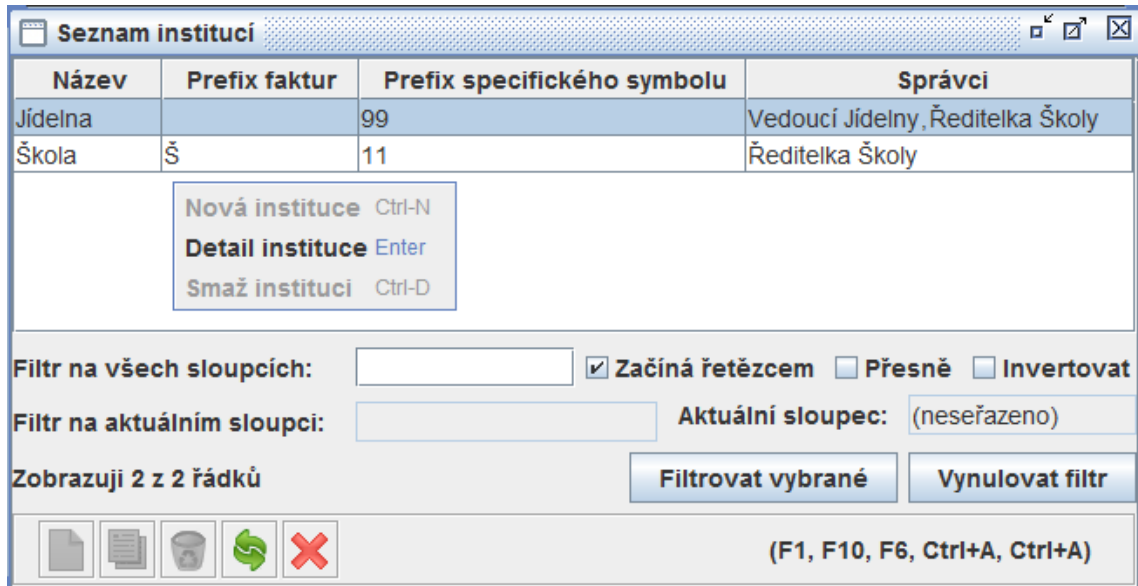 Seznam institucí
Název Prefix faktur Prefix specifického symbolu Správci
Jídelna 99 Vedoucí Jídelny,Ředitelka Školy
Škola Š 11 Ředitelka Školy
Nová instituce Ctrl-N
Detail instituce Enter
Smaž instituci Ctrl-D
Filtr na všech sloupcích: Začíná řetězcem Přesně Invertovat
Filtr na aktuálním sloupci: Aktuální sloupec: (neseřazeno)
Zobrazuji 2 z 2 řádků Filtrovat vybrané Vynulovat filtr
(F1, F10, F6, Ctrl+A, Ctrl+A)